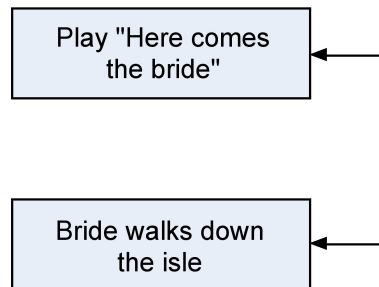 Play "Here comes
the bride"
Bride walks down
the isle